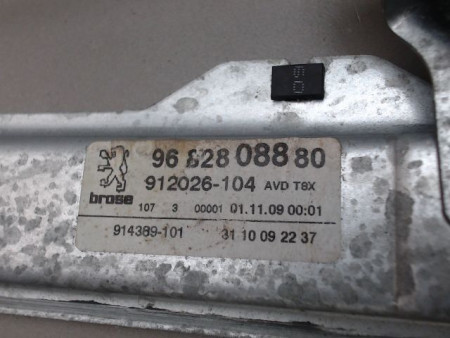 96 828 088 80
brose
912026-104 AVD T8X
107 3 00001 01.11.09 00:01
914389-101 31 10 09 22 37